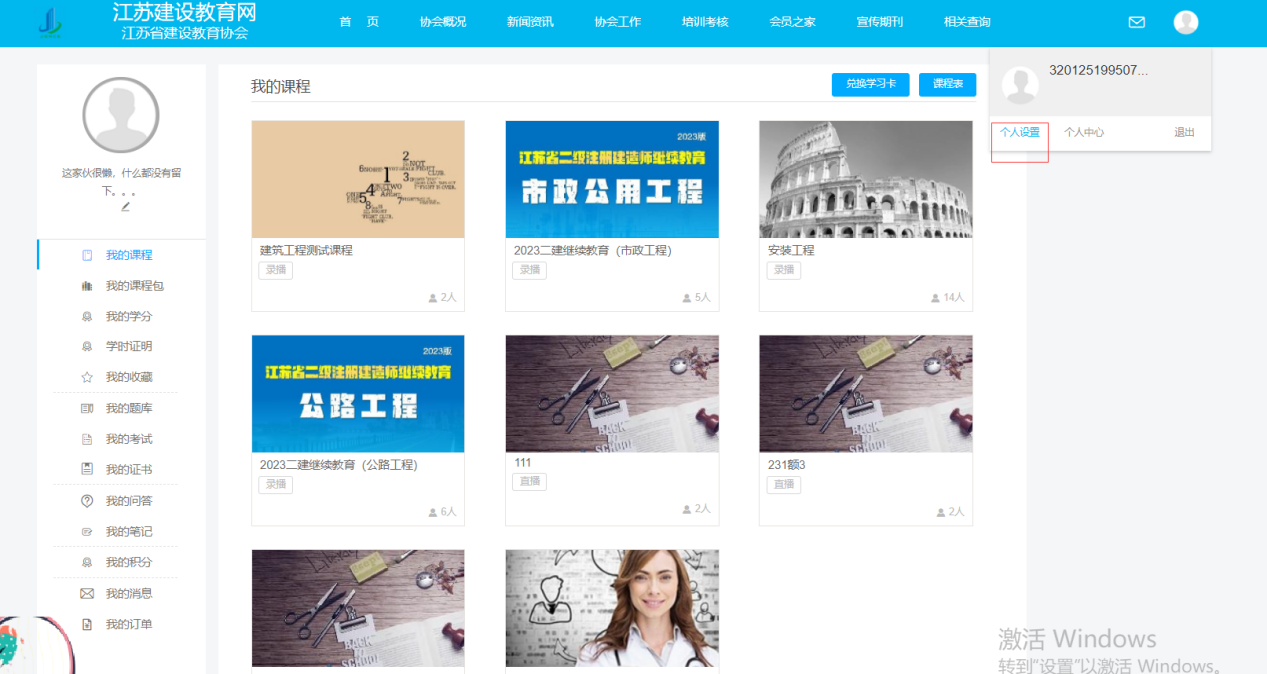 江苏建设教育网
江苏省建设教育协会
首 页
协会概况
新闻资讯
协会工作
培训考核
会员之家
宣传期刊
相关查询
320125199507...
个人设置
个人中心
退出
这家伙很懒，什么都没有留
下。。。
我的课程
我的课程包
我的学分
学时证明
我的收藏
我的题库
我的考试
我的证书
我的问答
我的笔记
我的积分
我的消息
我的订单
我的课程
兑换学习卡
课程表
建筑工程测试课程
录播
2人
2023版
江苏省二级注册建造师继续教育
市政公用工程
2023二建继续教育（市政工程）
录播
5人
安装工程
录播
14人
2023版
江苏省二级注册建造师继续教育
公路工程
2023二建继续教育（公路工程）
录播
6人
Library
BACK
SCHOOL
111
直播
2人
Library
BACK
SCHOOL
231额3
直播
2人
Library
BACK
SCHOOL
激活 Windows
转到“设置”以激活 Windows。